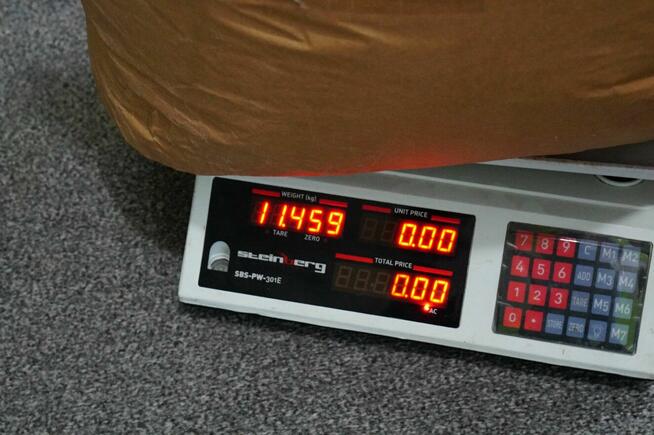 WEIGHT (kg)
11.459
TARE ZERO
UNIT PRICE
0.00
steinberg
SBS-PW-301E
TOTAL PRICE
0.00
AC
7 8 9 C M1 M2
4 5 6 ADD M3 M4
1 2 3 TARE M5 M6
0 * STORE ZERO M7